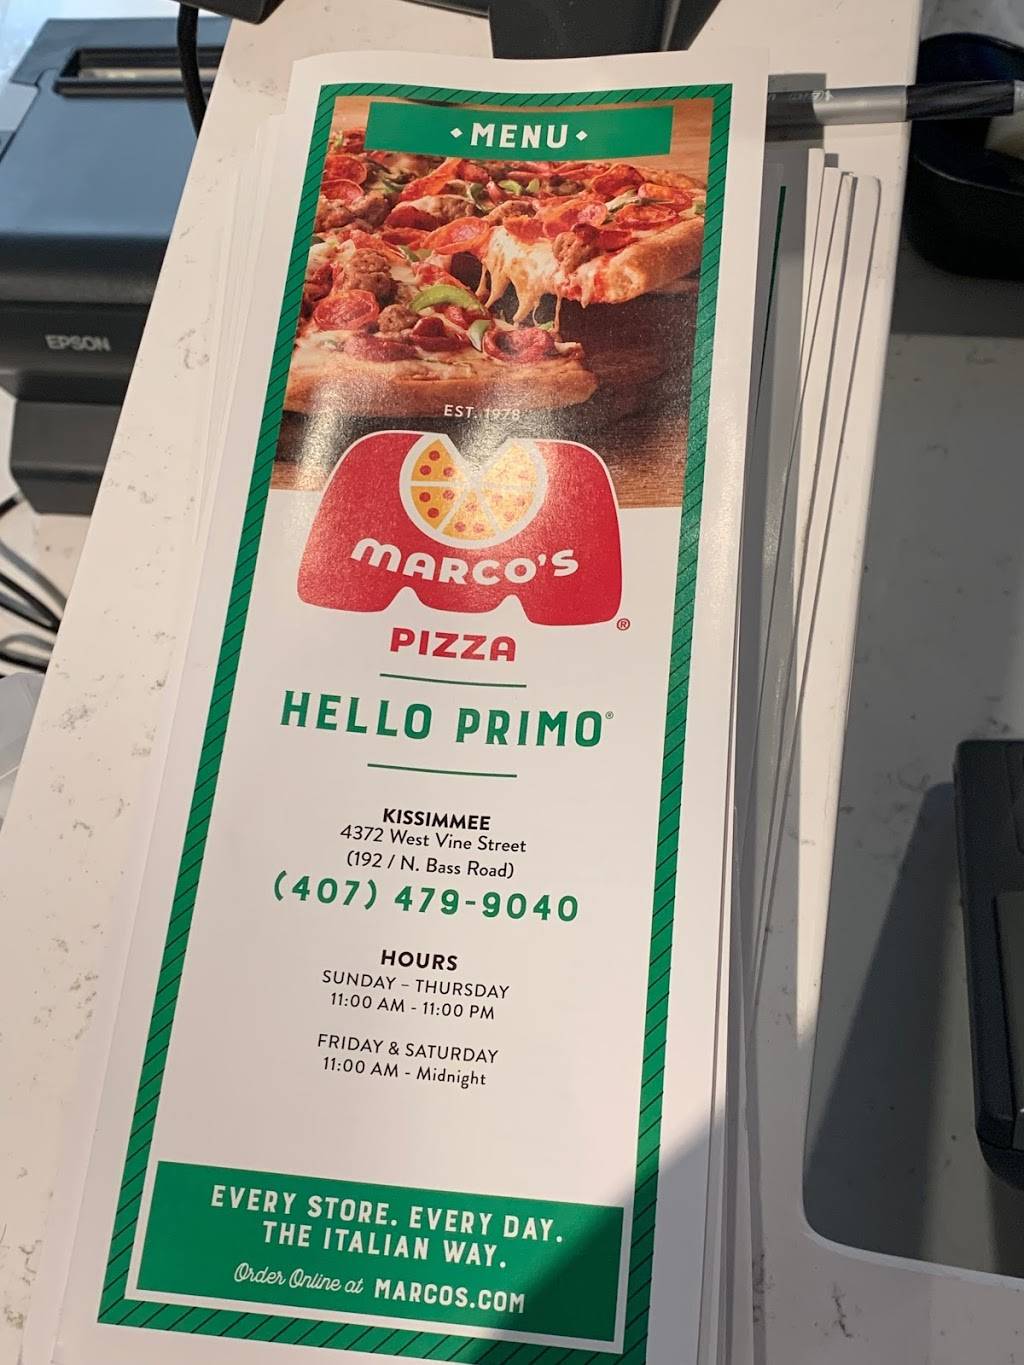 • MENU •
EPSON
EST. 1978
MARCO'S
®
PIZZA
HELLO PRIMO®
KISSIMMEE
4372 West Vine Street
(192 / N. Bass Road)
(407) 479-9040
HOURS
SUNDAY – THURSDAY
11:00 AM - 11:00 PM
FRIDAY & SATURDAY
11:00 AM - Midnight
EVERY STORE. EVERY DAY.
THE ITALIAN WAY.
Order Online at MARCOS.COM